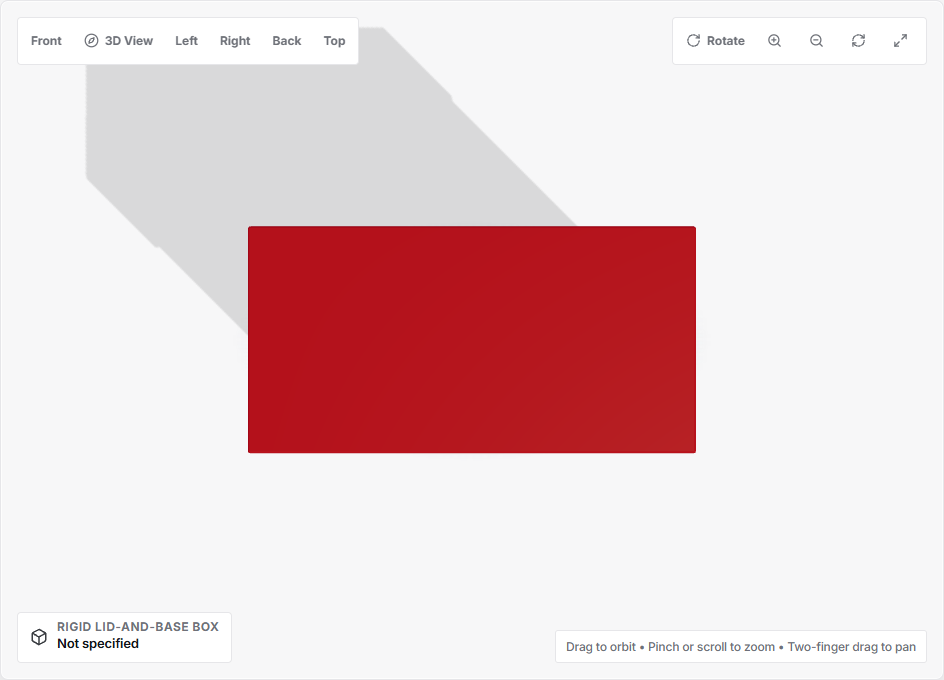 Front 3D View Left Right Back Top
Rotate
RIGID LID-AND-BASE BOX
Not specified
Drag to orbit • Pinch or scroll to zoom • Two-finger drag to pan